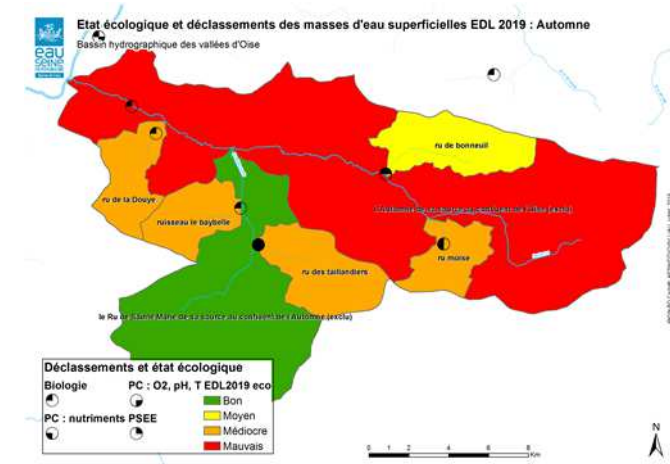 Etat écologique et déclassements des masses d'eau superficielles EDL 2019 : Automne
Bassin hydrographique des vallées d'Oise
eau
SEINE
ru de bonneuil
ru de la Douye
ruisseau le baybelle
ru moise
ru des taillandiers
le Ru de Sainte Marie de sa source au confluent de l'Automne (exclu)
Déclassements et état écologique
Biologie
PC : O2, pH, T
EDL2019 eco
PC : nutriments
PSEE
Bon
Moyen
Médiocre
Mauvais
0 1 2 4 6 8
Km
N